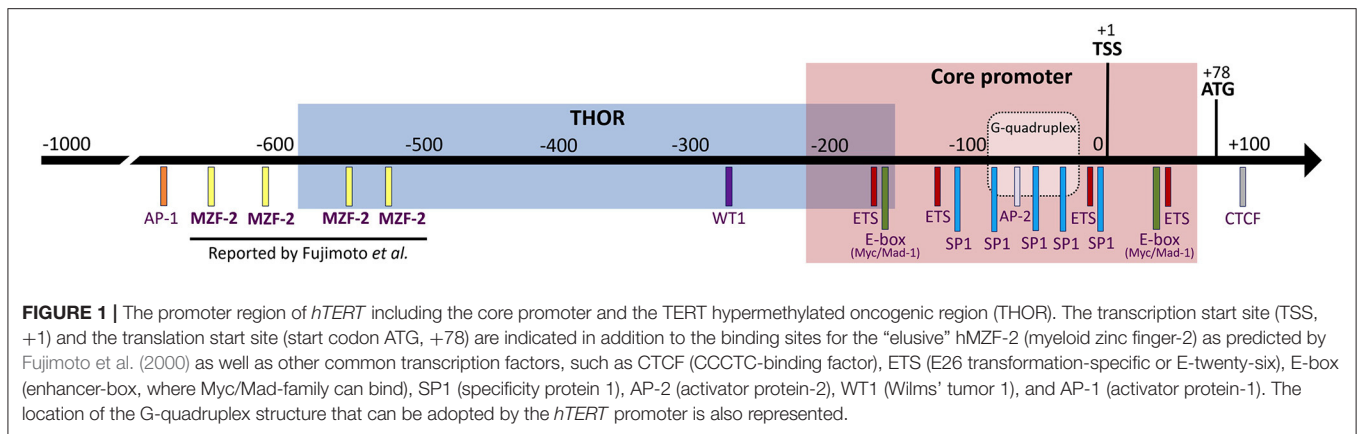 +1
TSS
Core promoter
+78
ATG
THOR
G-quadruplex
-1000 -600 -500 -400 -300 -200 -100 0 +100
AP-1 MZF-2 MZF-2 MZF-2 MZF-2 WT1 ETS ETS AP-2 ETS ETS CTCF
E-box SP1 SP1 SP1 SP1 SP1 E-box
(Myc/Mad-1) (Myc/Mad-1)
Reported by Fujimoto et al.
FIGURE 1 | The promoter region of hTERT including the core promoter and the TERT hypermethylated oncogenic region (THOR). The transcription start site (TSS,
+1) and the translation start site (start codon ATG, +78) are indicated in addition to the binding sites for the “elusive” hMZF-2 (myeloid zinc finger-2) as predicted by
Fujimoto et al. (2000) as well as other common transcription factors, such as CTCF (CCCTC-binding factor), ETS (E26 transformation-specific or E-twenty-six), E-box
(enhancer-box, where Myc/Mad-family can bind), SP1 (specificity protein 1), AP-2 (activator protein-2), WT1 (Wilms’ tumor 1), and AP-1 (activator protein-1). The
location of the G-quadruplex structure that can be adopted by the hTERT promoter is also represented.